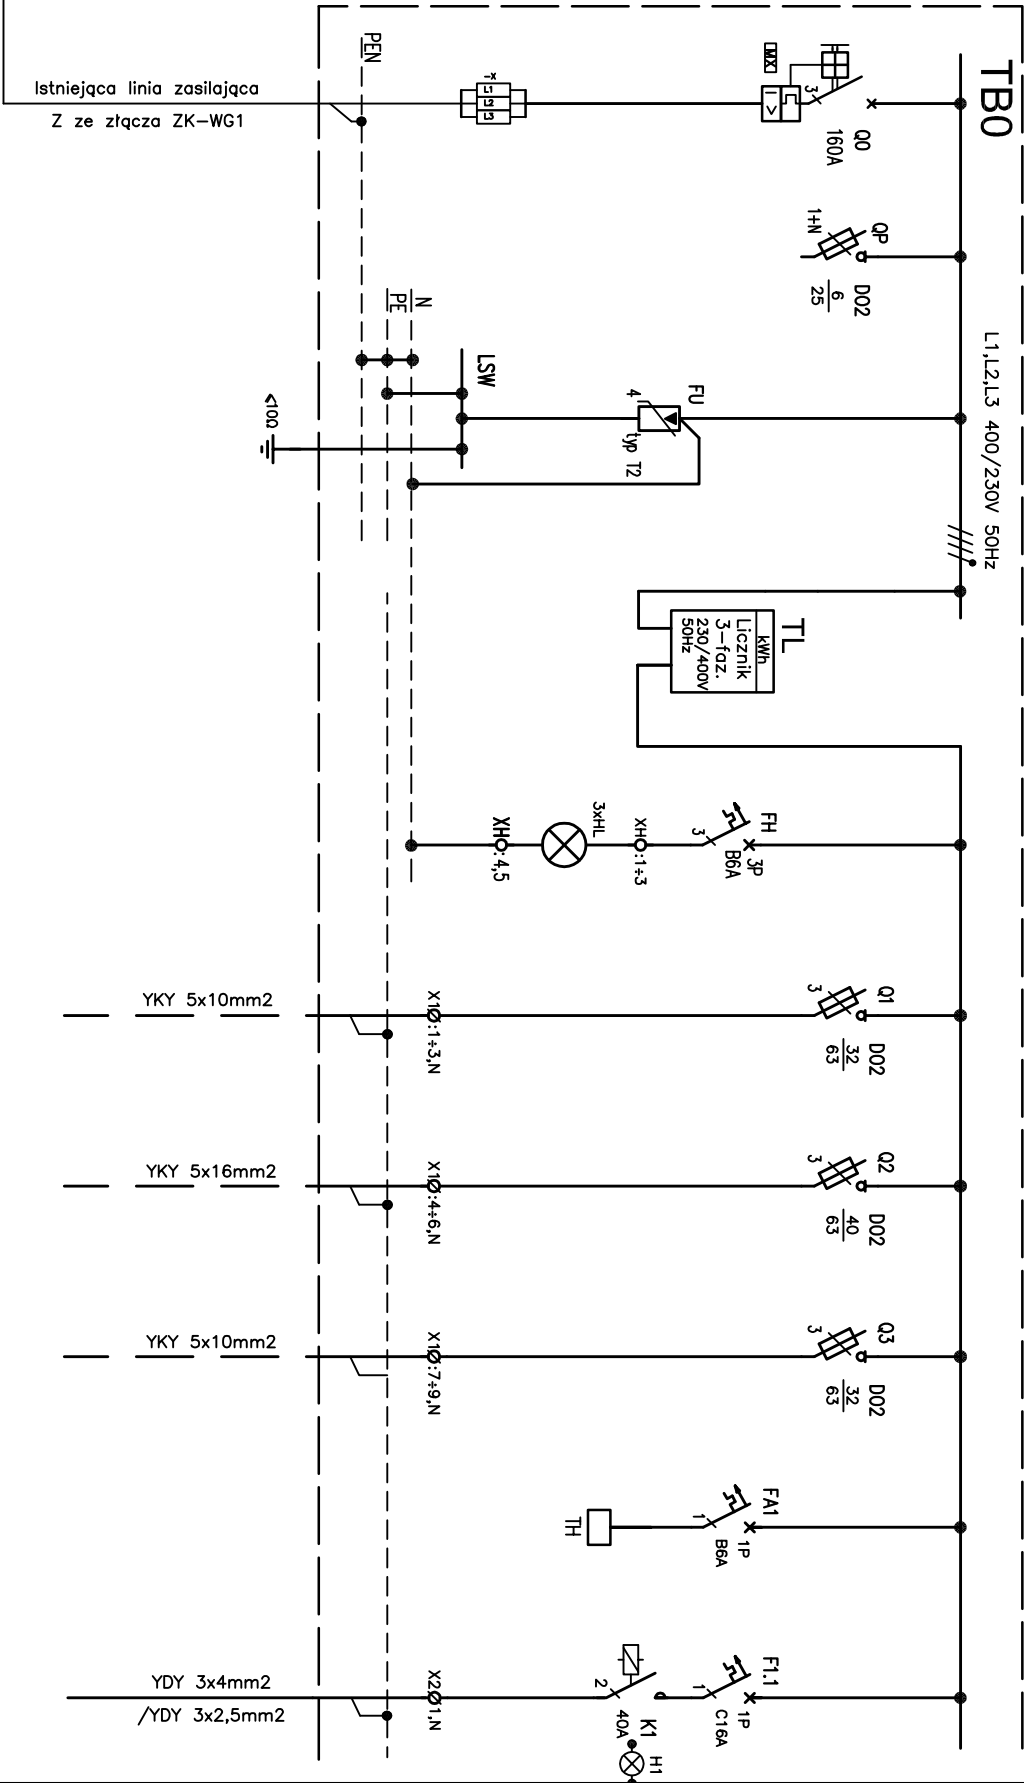 TB0
PEN
Istniejąca linia zasilająca
Z ze złącza ZK-WG1
-X
L1
L2
L3
MX
3
Q0
160A
QP
1+N
D02
6
25
L1,L2,L3 400/230V 50Hz
N
PE
LSW
<10Ω
FU
4
typ T2
TL
kWh
Licznik
3-faz.
230/400V
50Hz
FH
3P
B6A
3
XH:1÷3
3xHL
XH:4,5
Q1
3
D02
32
63
X1:1÷3,N
YKY 5x10mm2
Q2
3
D02
40
63
X1:4÷6,N
YKY 5x16mm2
Q3
3
D02
32
63
X1:7÷9,N
YKY 5x10mm2
FA1
1P
B6A
1
TH
F1.1
1P
C16A
1
K1
40A
2
H1
X2:1,N
YDY 3x4mm2
/YDY 3x2,5mm2